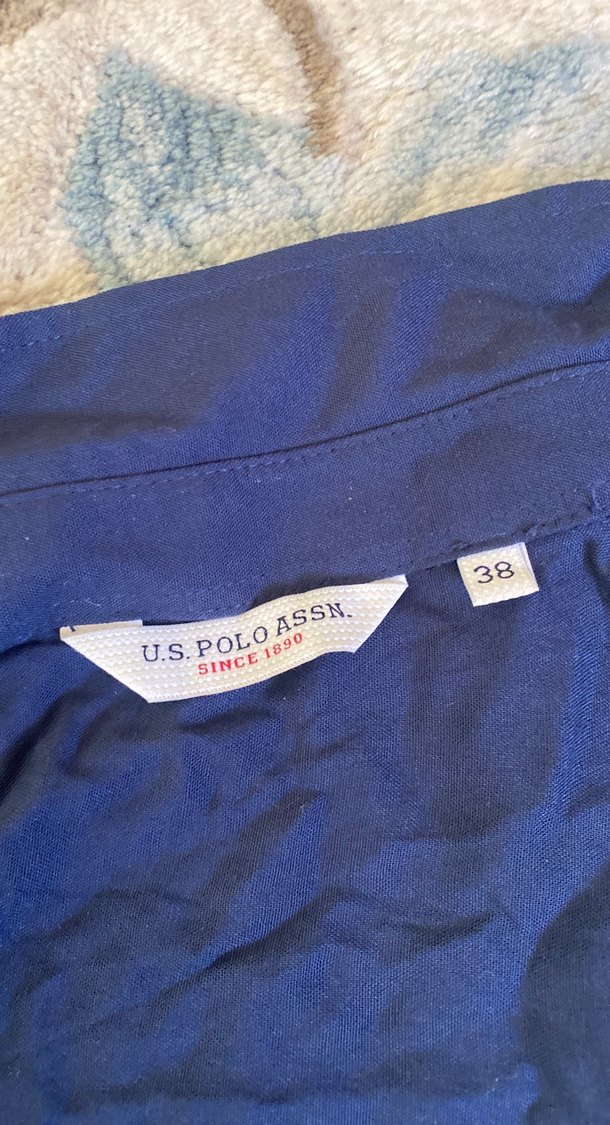 U.S. POLO ASSN.
SINCE 1890
38